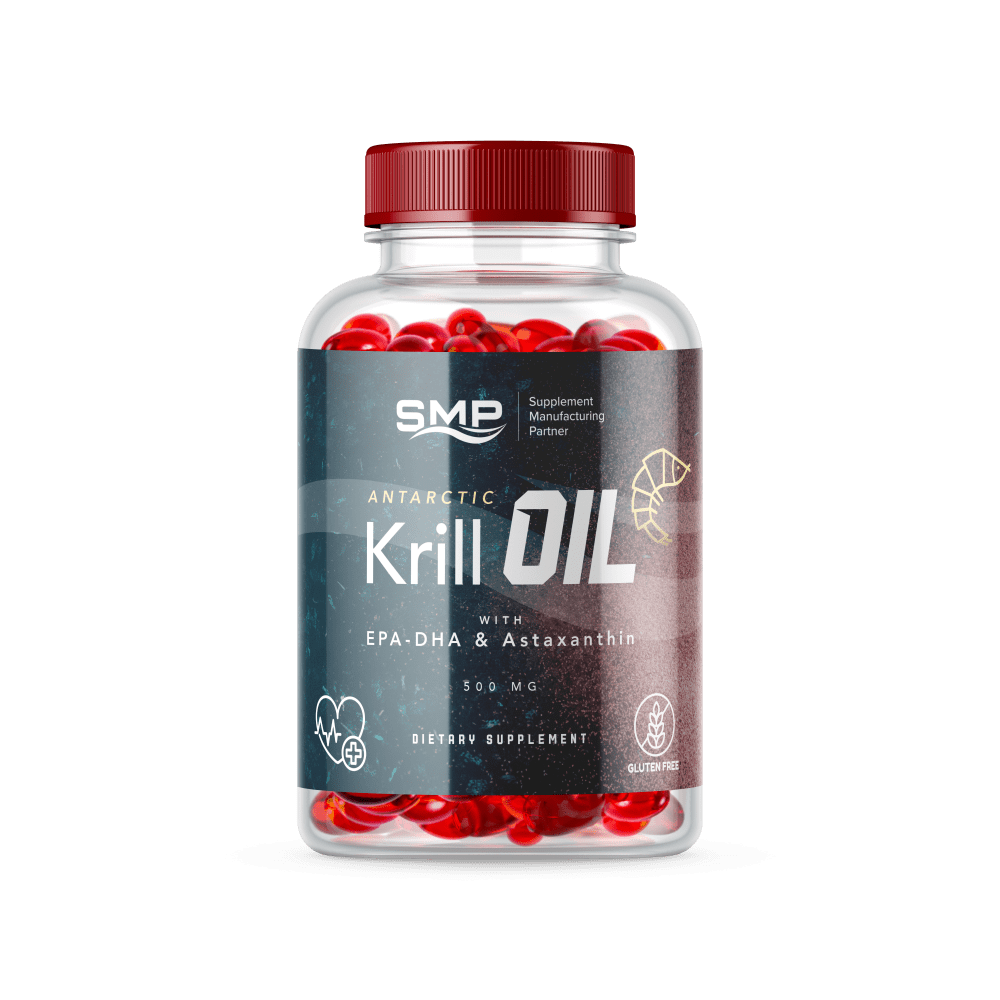 SMP
Supplement
Manufacturing
Partner
ANTARCTIC
Krill OIL
WITH
EPA-DHA & Astaxanthin
500 MG
DIETARY SUPPLEMENT
GLUTEN FREE